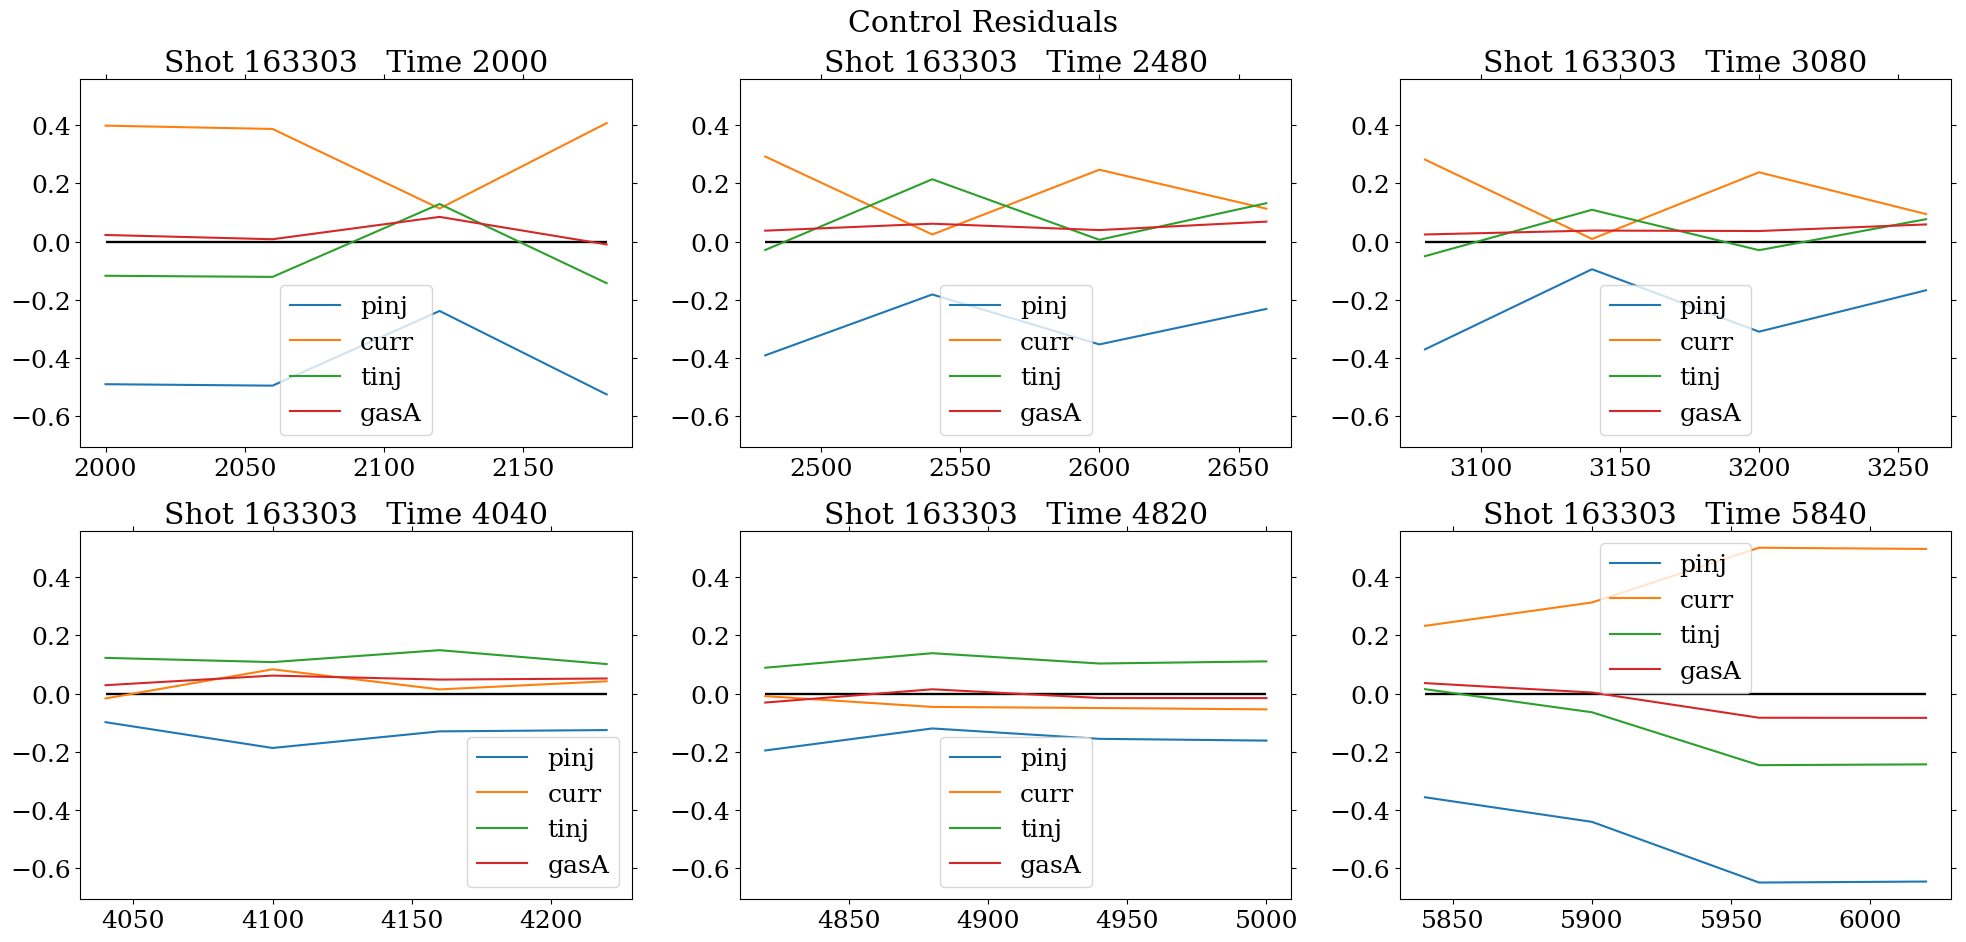 Control Residuals
Shot 163303   Time 2000
0.4
0.2
0.0
−0.2
−0.4
−0.6
pinj
curr
tinj
gasA
2000 2050 2100 2150
Shot 163303   Time 2480
0.4
0.2
0.0
−0.2
−0.4
−0.6
pinj
curr
tinj
gasA
2500 2550 2600 2650
Shot 163303   Time 3080
0.4
0.2
0.0
−0.2
−0.4
−0.6
pinj
curr
tinj
gasA
3100 3150 3200 3250
Shot 163303   Time 4040
0.4
0.2
0.0
−0.2
−0.4
−0.6
pinj
curr
tinj
gasA
4050 4100 4150 4200
Shot 163303   Time 4820
0.4
0.2
0.0
−0.2
−0.4
−0.6
pinj
curr
tinj
gasA
4850 4900 4950 5000
Shot 163303   Time 5840
0.4
0.2
0.0
−0.2
−0.4
−0.6
pinj
curr
tinj
gasA
5850 5900 5950 6000